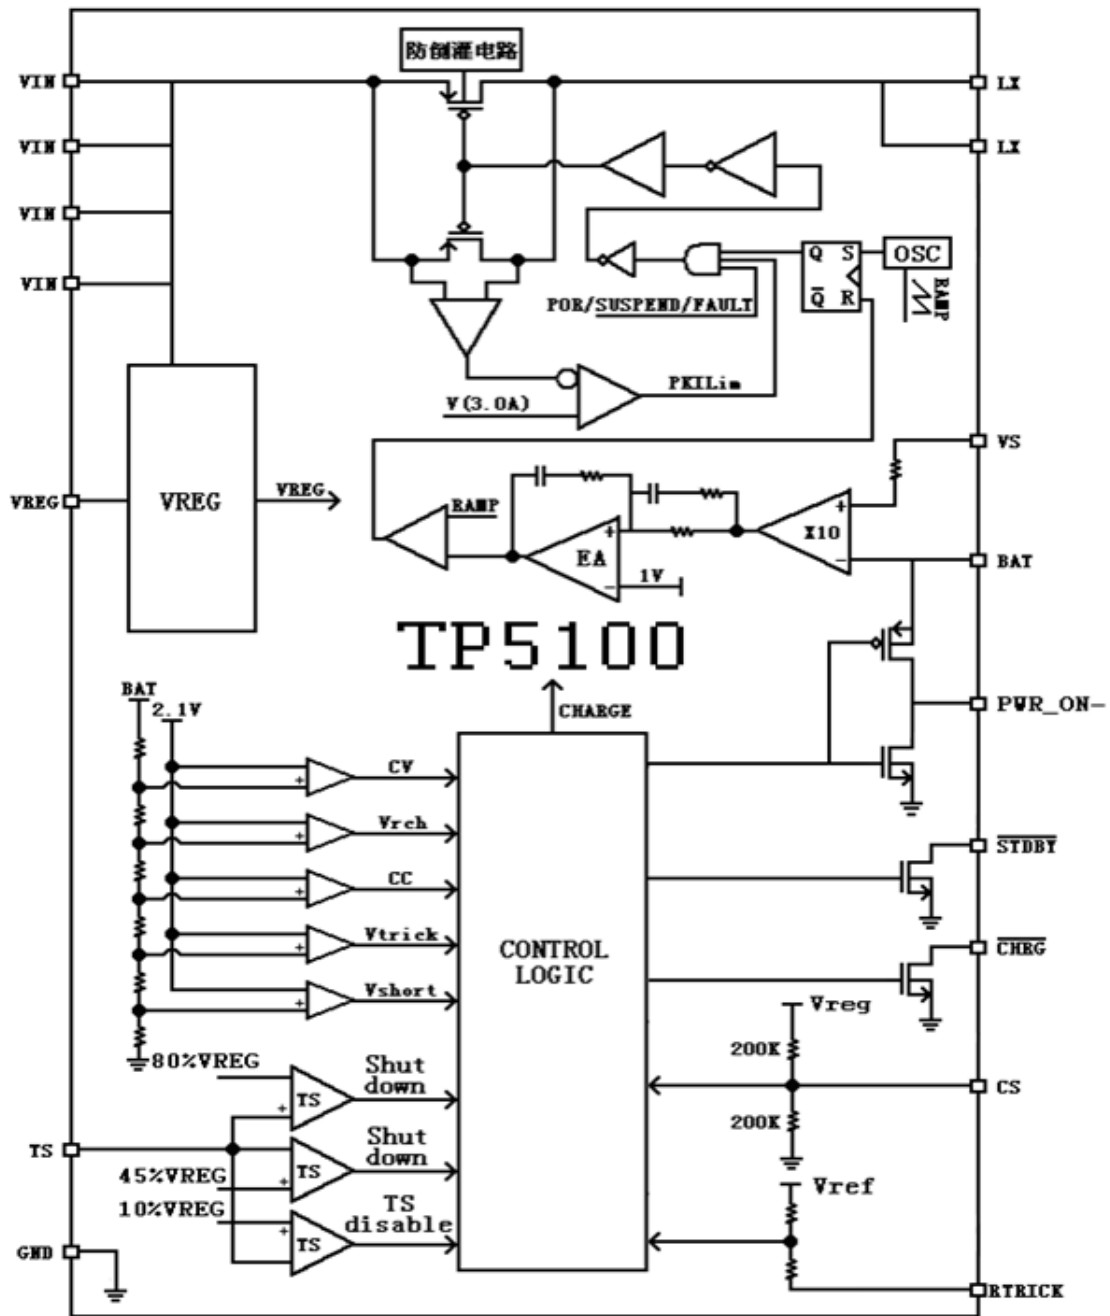 防倒灌电路
VIN
LX
VIN
LX
VIN
VIN
Q S
OSC
Q R
RAMP
POR/SUSPEND/FAULT
PKILim
V(3.0A)
VS
VREG
VREG
VREG
RAMP
X10
EA
1V
BAT
TP5100
BAT
2.1V
CHARGE
PWR_ON-
CV
Vrch
STDBY
CC
Vtrick
CONTROL
LOGIC
CHRG
Vshort
Vreg
200K
80%VREG
Shut
down
TS
CS
200K
TS
Shut
down
TS
45%VREG
Vref
10%VREG
TS
disable
TS
GND
RTRICK